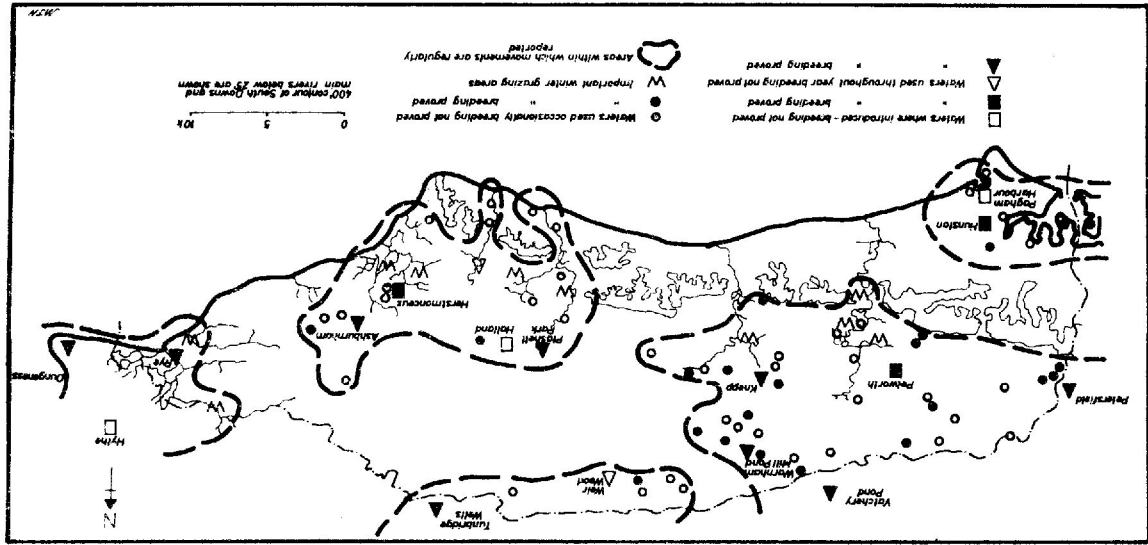 N
Tunbridge
Wells
Vatchery
Pond
Weir
Wood
Warnham
Mill Pond
Hythe
Petersfield
Knepp
Petworth
Dungeness
Rye
Plashett
Park
Halland
Ashburnham
Herstmonceux
Hunston
Pagham
Harbour
Waters where introduced - breeding not proved
" " breeding proved
Waters used throughout year breeding not proved
" " breeding proved
Waters used occasionally breeding not proved
" " breeding proved
Important winter grazing areas
Areas within which movements are regularly
reported
0 5 10k
400' contour of South Downs and
main rivers below 25' are shown
MJH